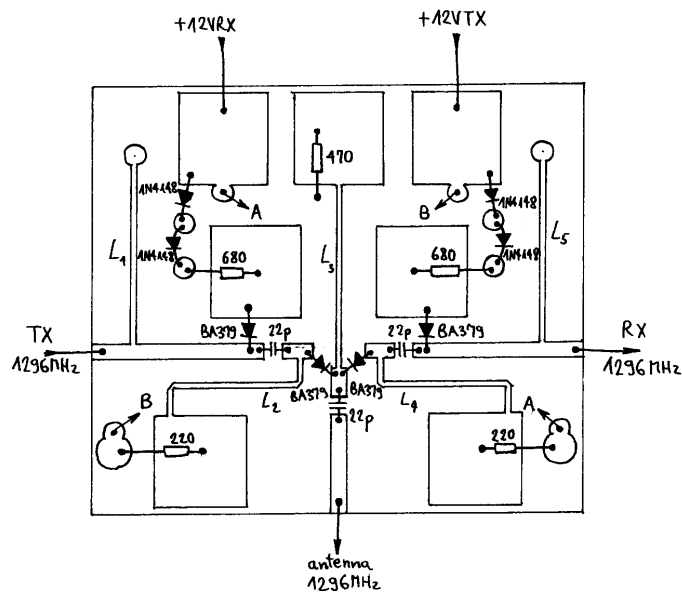 +12VRX
+12VTX
470
1N4148
1N4148
A
B
1N4148
1N4148
L1
L3
L5
680
680
TX
1296MHz
BA379
22p
22p
BA379
RX
1296MHz
BA379
BA379
L2
L4
22p
B
220
220
A
antenna
1296MHz